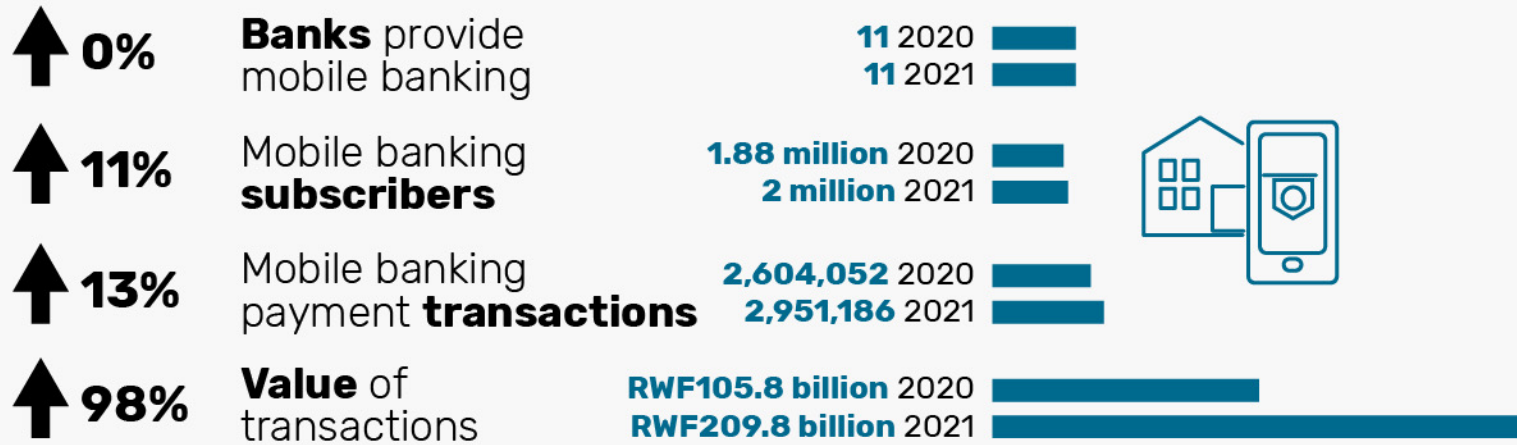 0%
Banks provide
mobile banking
11 2020
11 2021
11%
Mobile banking
subscribers
1.88 million 2020
2 million 2021
13%
Mobile banking
payment transactions
2,604,052 2020
2,951,186 2021
98%
Value of
transactions
RWF105.8 billion 2020
RWF209.8 billion 2021